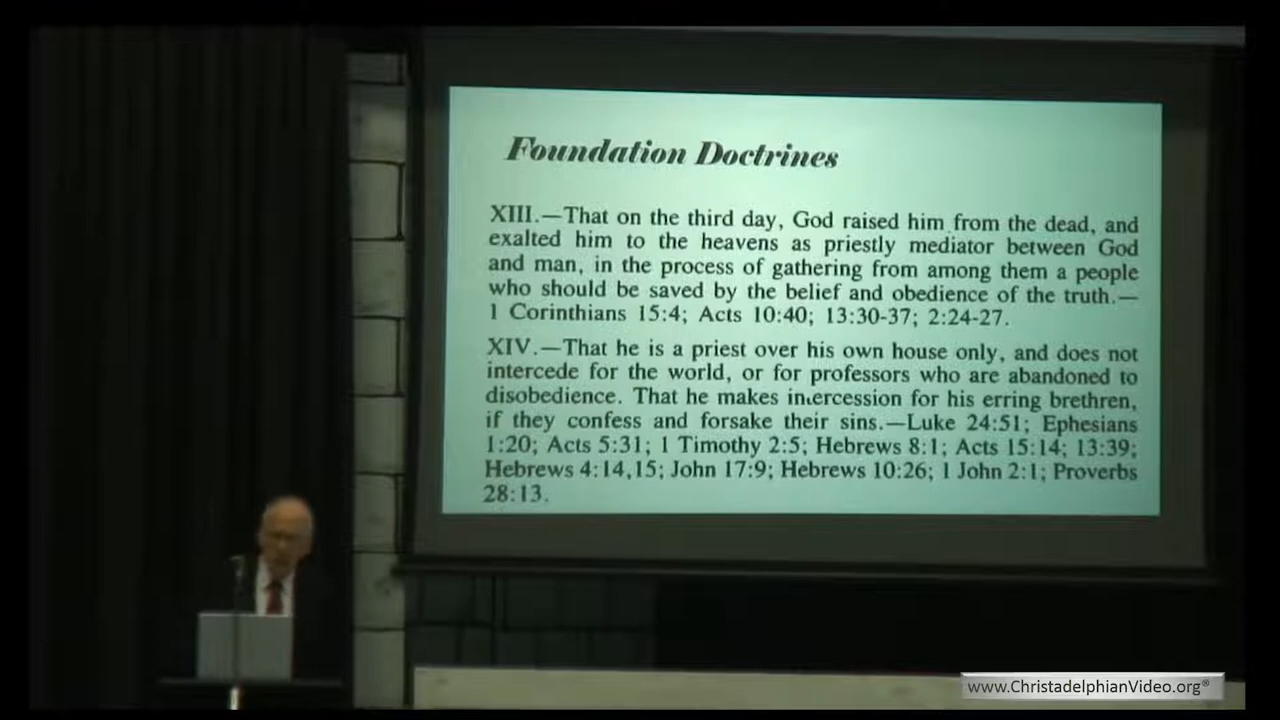 Foundation Doctrines
XIII.—That on the third day, God raised him from the dead, and
exalted him to the heavens as priestly mediator between God
and man, in the process of gathering from among them a people
who should be saved by the belief and obedience of the truth.—
1 Corinthians 15:4; Acts 10:40; 13:30-37; 2:24-27.
XIV.—That he is a priest over his own house only, and does not
intercede for the world, or for professors who are abandoned to
disobedience. That he makes intercession for his erring brethren,
if they confess and forsake their sins.—Luke 24:51; Ephesians
1:20; Acts 5:31; 1 Timothy 2:5; Hebrews 8:1; Acts 15:14; 13:39;
Hebrews 4:14,15; John 17:9; Hebrews 10:26; 1 John 2:1; Proverbs
28:13.
www.ChristadelphianVideo.org®